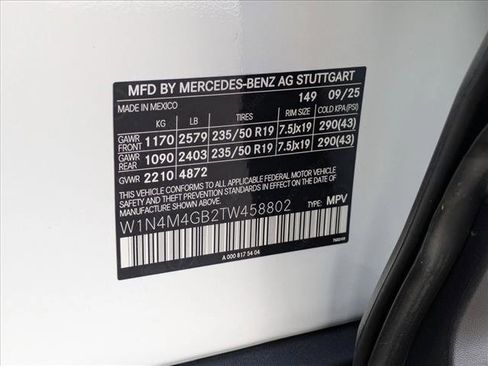 MFD BY MERCEDES-BENZ AG STUTTGART
MADE IN MEXICO 149 09/25
KG LB TIRES RIM SIZE COLD KPA(PSI)
GAWR FRONT 1170 2579 235/50 R19 7.5Jx19 290(43)
GAWR REAR 1090 2403 235/50 R19 7.5Jx19 290(43)
GVWR 2210 4872
THIS VEHICLE CONFORMS TO ALL APPLICABLE FEDERAL MOTOR VEHICLE
SAFETY, BUMPER, AND THEFT PREVENTION STANDARDS IN EFFECT ON
THE DATE OF MANUFACTURE SHOWN ABOVE.
W1N4M4GB2TW458802 TYPE: MPV
A 000 817 54 04